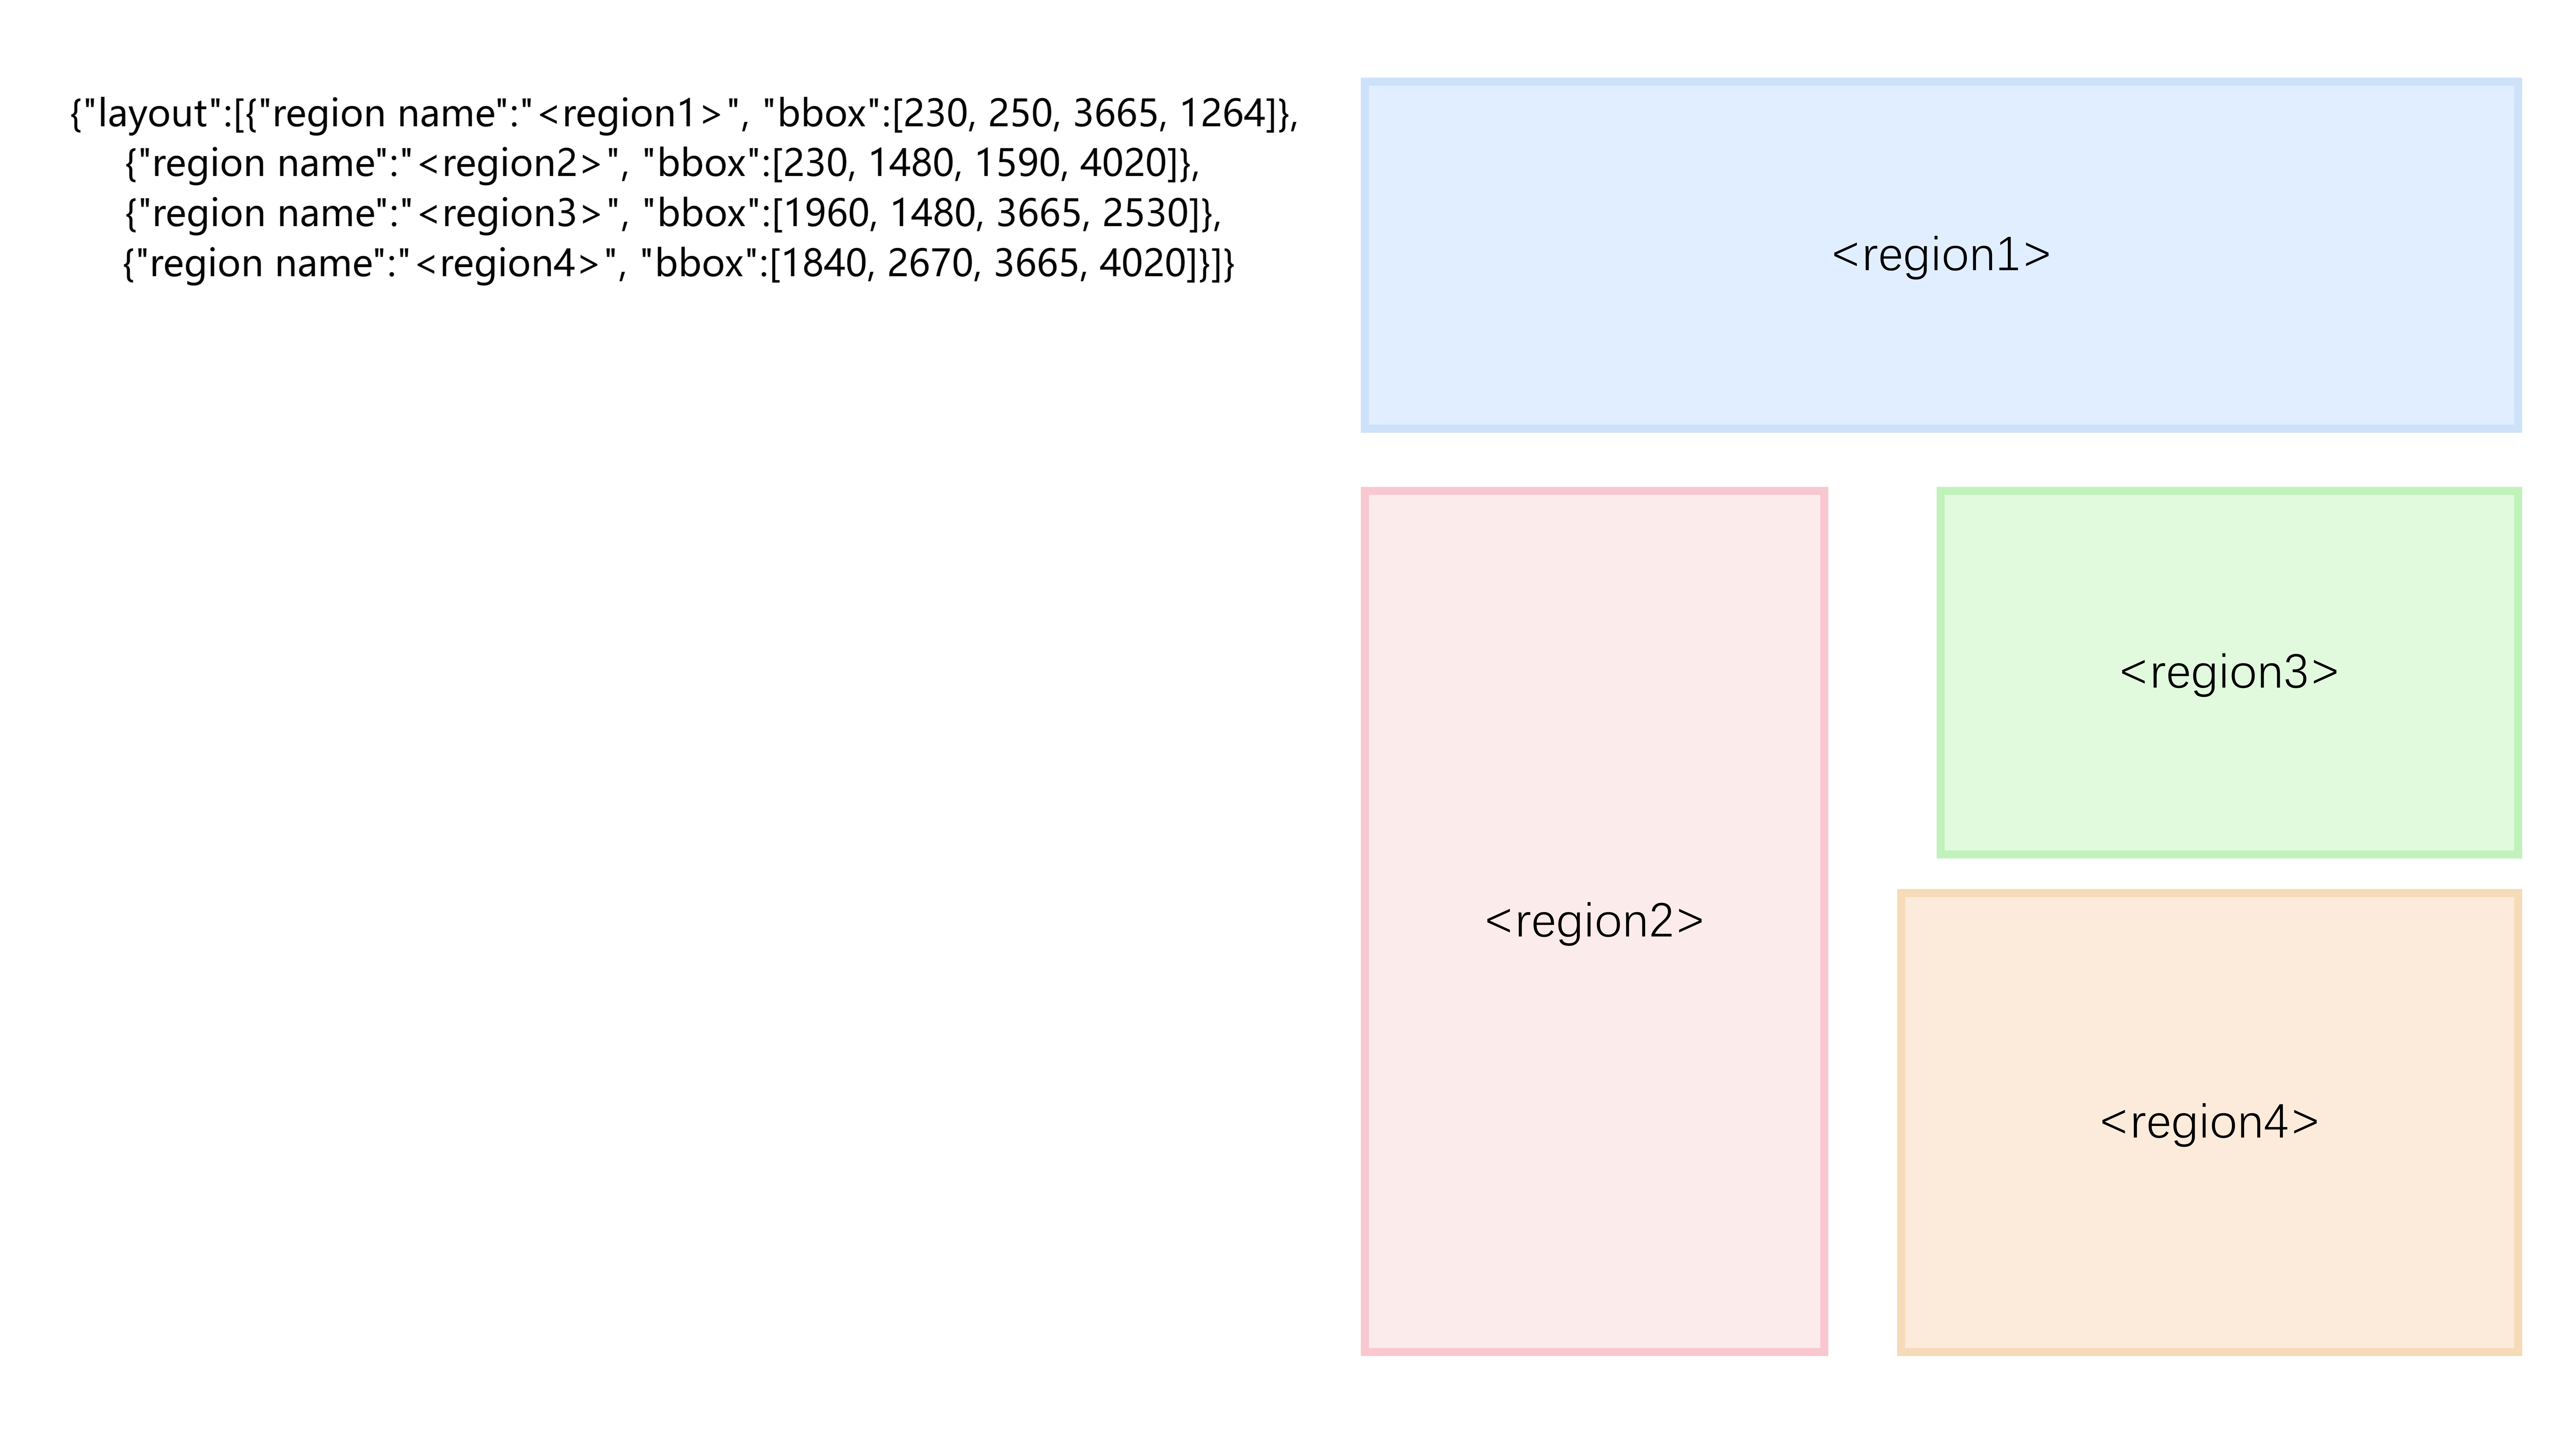 {"layout":[{"region name":"<region1>", "bbox":[230, 250, 3665, 1264]},
{"region name":"<region2>", "bbox":[230, 1480, 1590, 4020]},
{"region name":"<region3>", "bbox":[1960, 1480, 3665, 2530]},
{"region name":"<region4>", "bbox":[1840, 2670, 3665, 4020]}]}
<region1>
<region2>
<region3>
<region4>